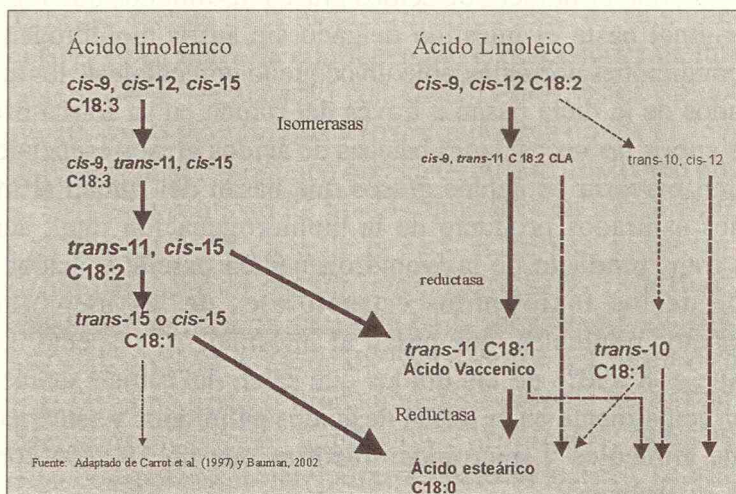 Ácido linolenico
cis-9, cis-12, cis-15
C18:3
cis-9, trans-11, cis-15
C18:3
trans-11, cis-15
C18:2
trans-15 o cis-15
C18:1
Fuente: Adaptado de Carrot et al. (1997) y Bauman, 2002
Isomerasas
Ácido Linoleico
cis-9, cis-12 C18:2
cis-9, trans-11 C 18:2 CLA
trans-10, cis-12
reductasa
trans-11 C18:1
Ácido Vaccenico
trans-10
C18:1
Reductasa
Ácido esteárico
C18:0